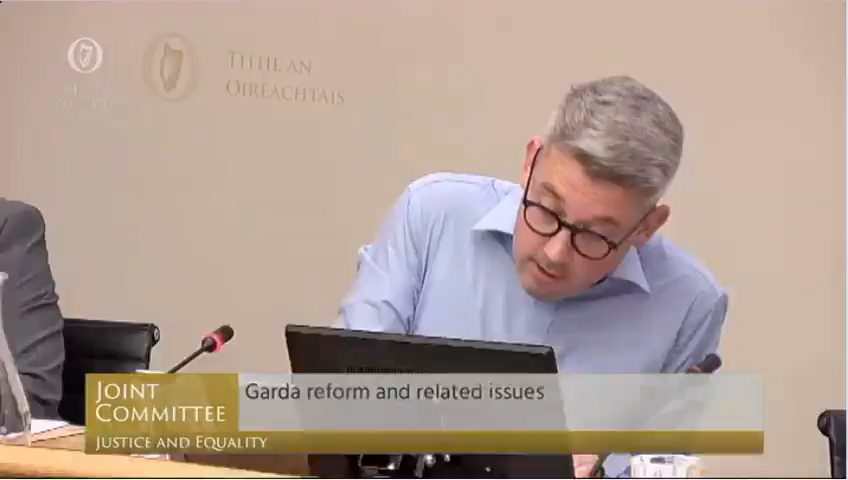 TITHE AN
OIREACHTAIS
JOINT
COMMITTEE
Garda reform and related issues
JUSTICE AND EQUALITY